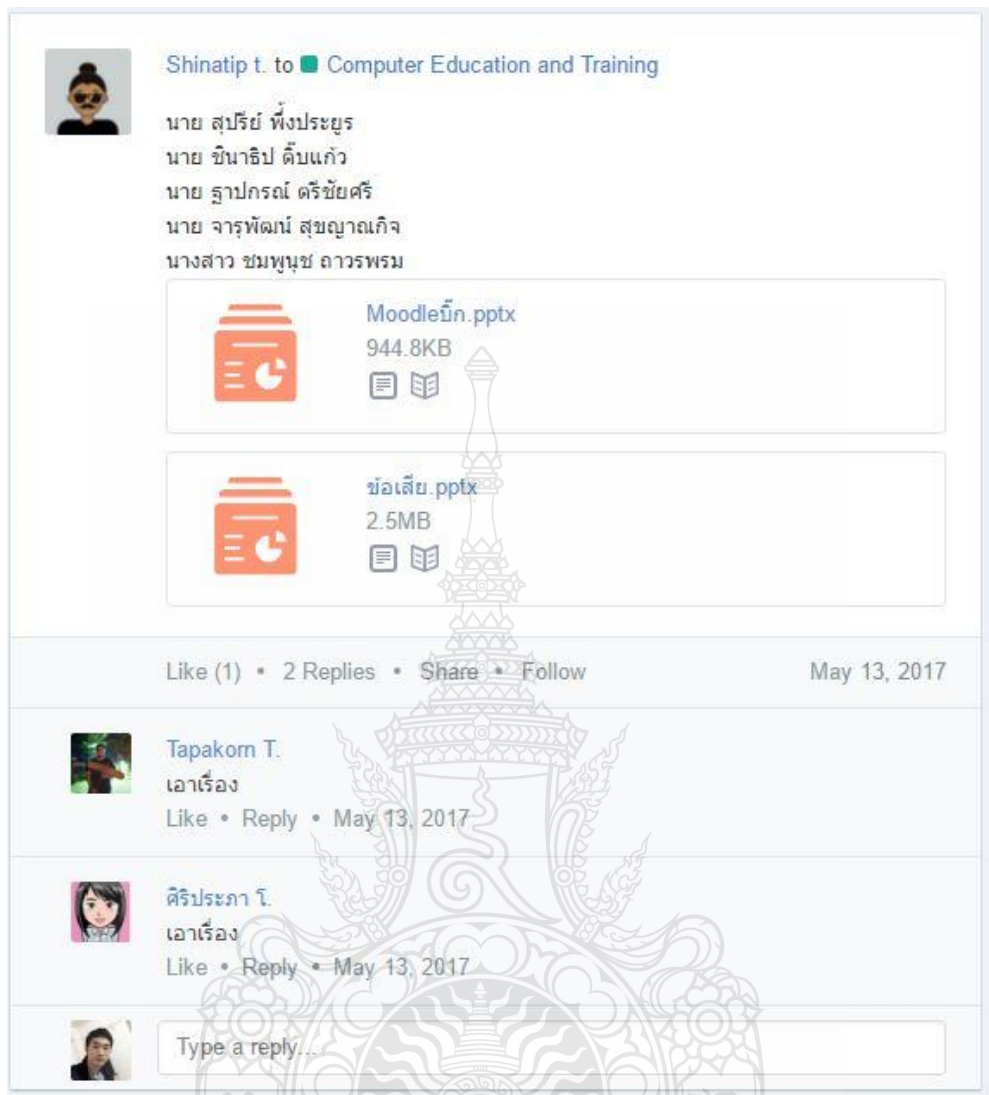 Shinatip t. to Computer Education and Training
นาย สุปรีย์ พึ้งประยูร
นาย ชินาธิป ดิ๊บแก้ว
นาย ฐาปกรณ์ ตรีชัยศรี
นาย จารุพัฒน์ สุขญาณกิจ
นางสาว ชมพูนุช ถาวรพรม
Moodleบิ๊ก.pptx
944.8KB
ข้อเสีย.pptx
2.5MB
Like (1) • 2 Replies • Share • Follow May 13, 2017
Tapakorn T.
เอาเรื่อง
Like • Reply • May 13, 2017
ศิริประภา โ.
เอาเรื่อง
Like • Reply • May 13, 2017
Type a reply...